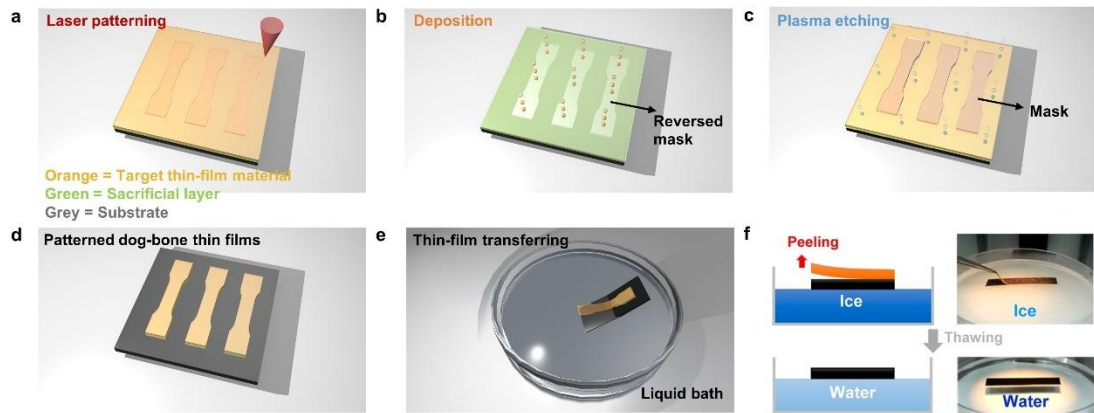 a Laser patterning
b Deposition
c Plasma etching
Reversed
mask
Mask
Orange = Target thin-film material
Green = Sacrificial layer
Grey = Substrate
d Patterned dog-bone thin films
e Thin-film transferring
Liquid bath
f
Peeling
Ice
Ice
Thawing
Water
Water